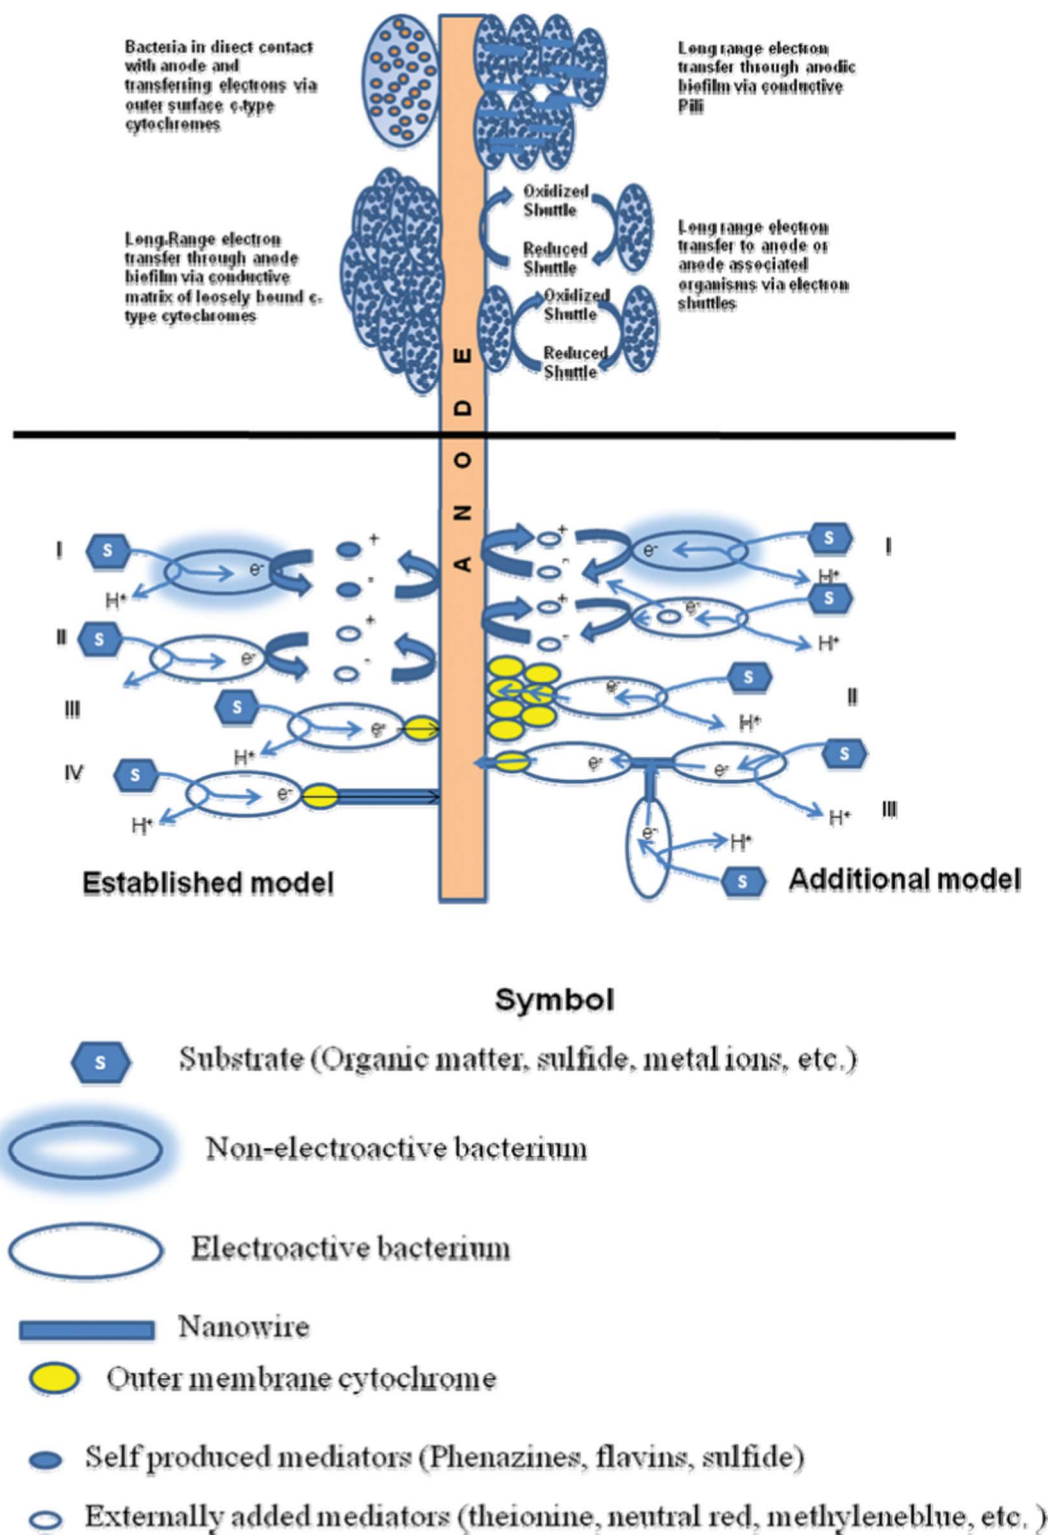 Bacteria in direct contact
with anode and
transferring electrons via
outer surface c-type
cytochromes
Long range electron
transfer through anodic
biofilm via conductive
Pili
Oxidized
Shuttle
Reduced
Shuttle
Long range electron
transfer to anode or
anode associated
organisms via electron
shuttles
Long-Range electron
transfer through anode
biofilm via conductive
matrix of loosely bound c-
type cytochromes
Oxidized
Shuttle
Reduced
Shuttle
ANODE
I
S
e-
H+
+
-
+
-
e-
S
H+
I
II
S
e-
+
-
+
-
e-
S
H+
III
S
e-
H+
e-
S
H+
II
IV
S
e-
H+
e-
e-
S
H+
III
e-
H+
S
Established model
Additional model
Symbol
S
Substrate (Organic matter, sulfide, metal ions, etc.)
Non-electroactive bacterium
Electroactive bacterium
Nanowire
Outer membrane cytochrome
Self produced mediators (Phenazines, flavins, sulfide)
Externally added mediators (theionine, neutral red, methyleneblue, etc. )